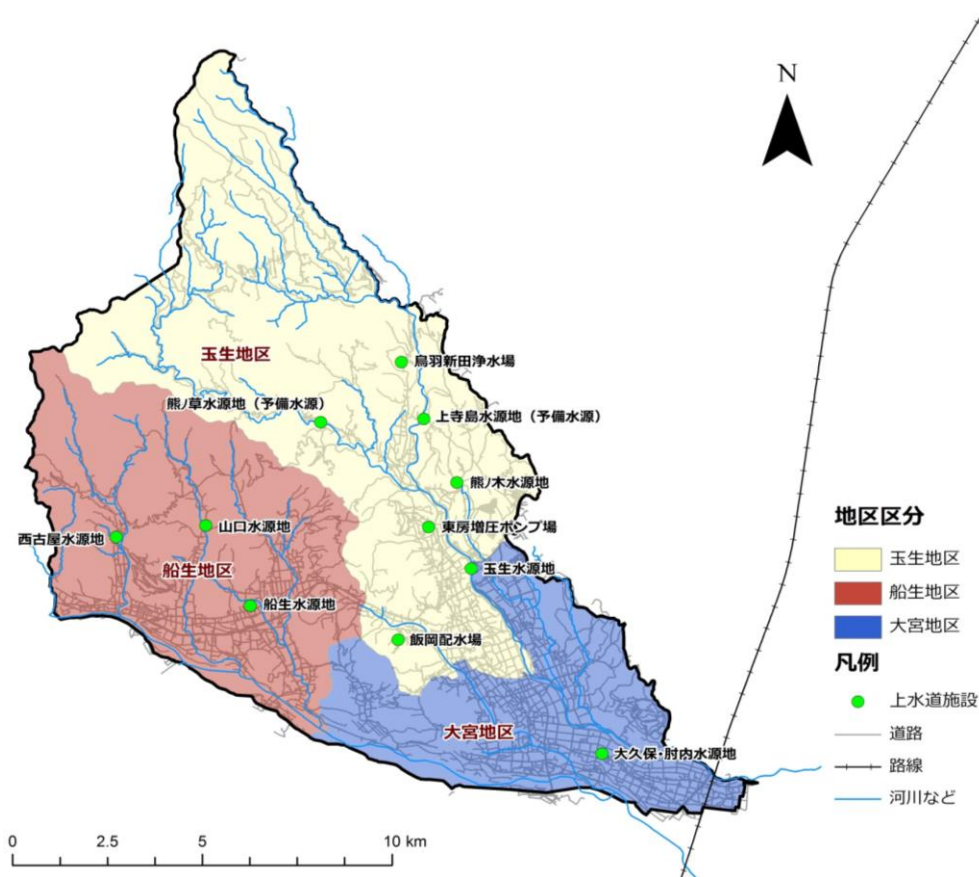 N
玉生地区
鳥羽新田浄水場
熊ノ草水源地（予備水源）
上寺島水源地（予備水源）
熊ノ木水源地
東房増圧ポンプ場
山口水源地
西古屋水源地
船生地区
玉生水源地
船生水源地
飯岡配水場
大宮地区
大久保・肘内水源地
地区区分
玉生地区
船生地区
大宮地区
凡例
上水道施設
道路
路線
河川など
0 2.5 5 10 km